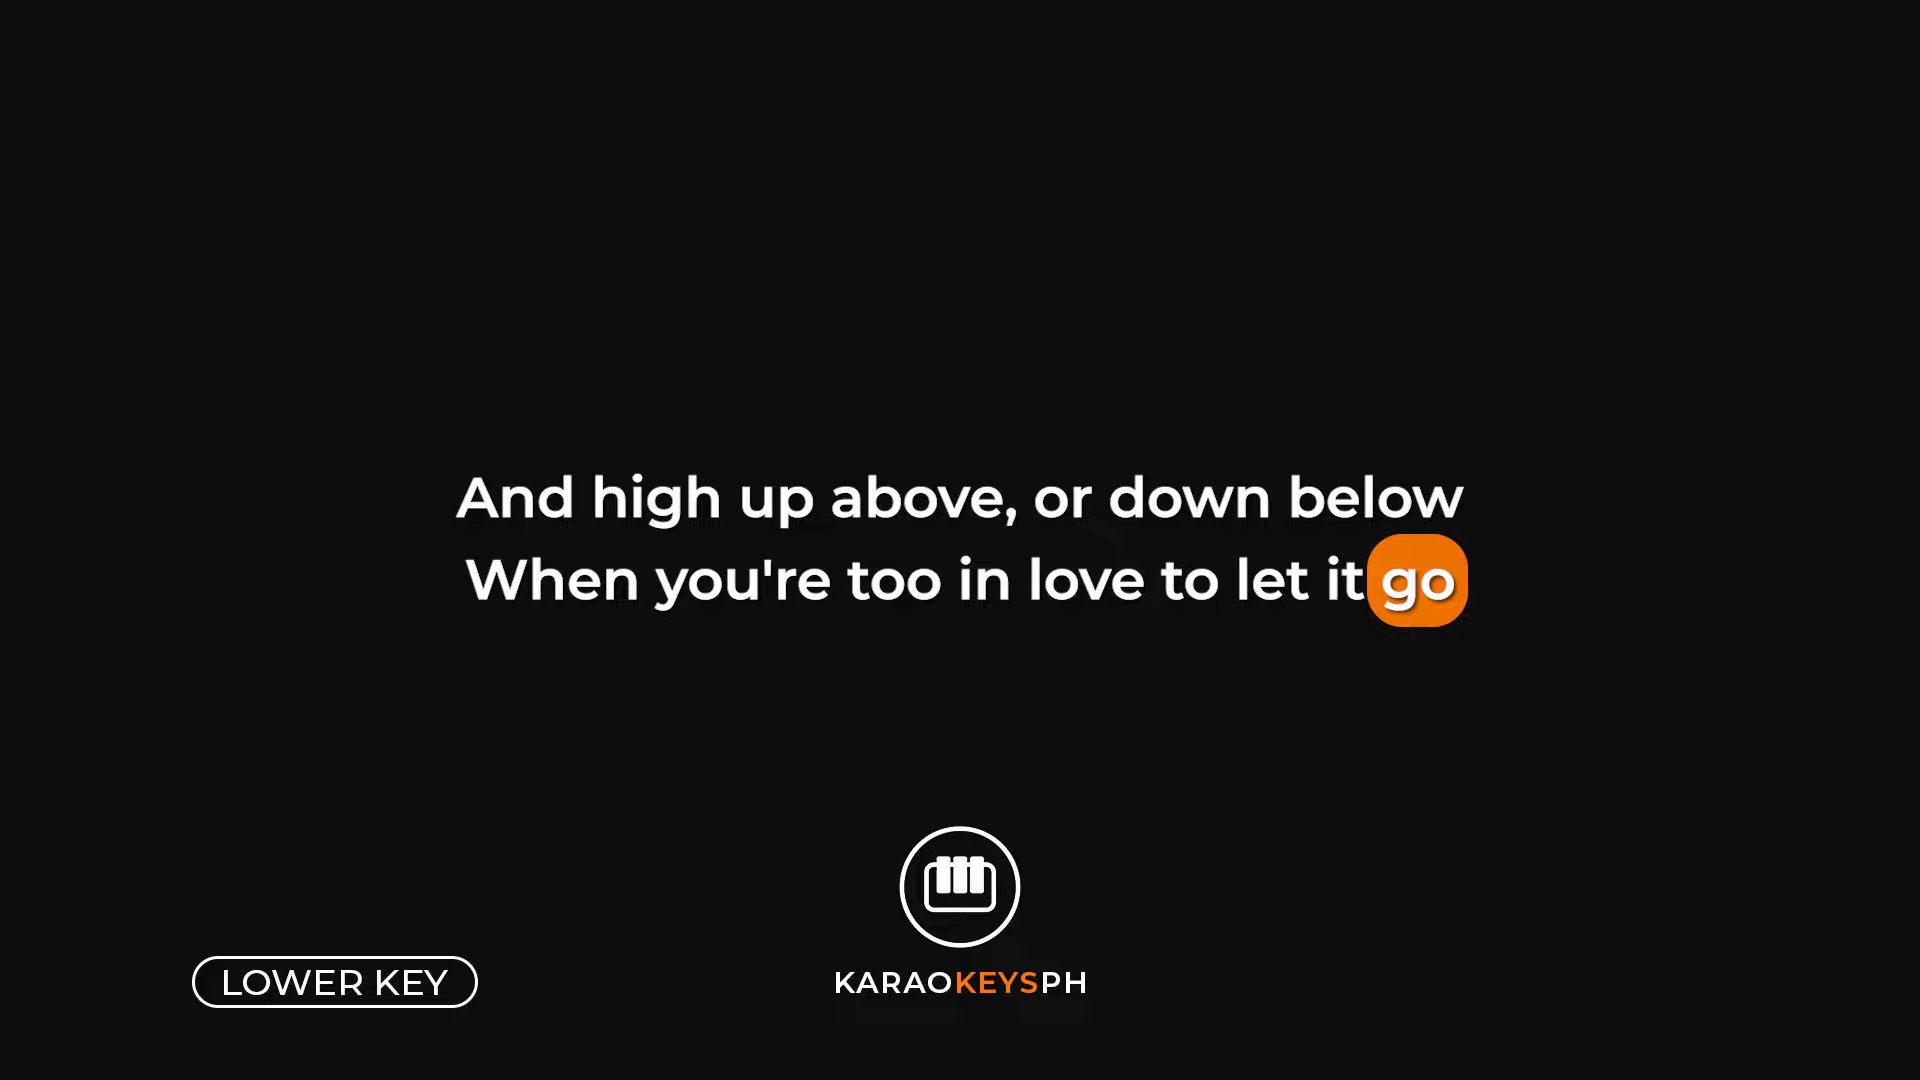 And high up above, or down below
When you're too in love to let it go
LOWER KEY
KARAOKEYSPH